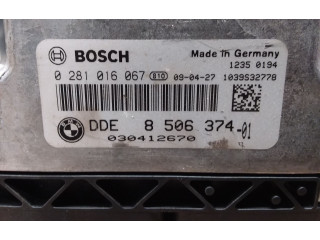 BOSCH
Made in Germany
1235 0194
0 281 016 067 810 09-04-27 1039S32778
DDE 8 506 374-01
030412670